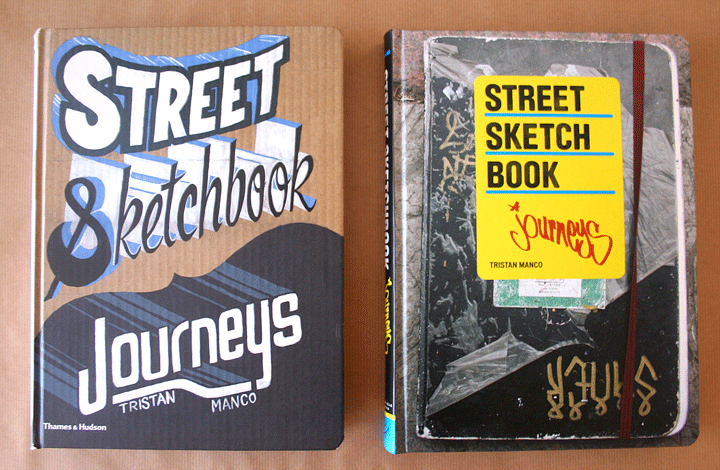 STREET
Sketchbook
Journeys
TRISTAN MANCO
Thames & Hudson
STREET SKETCHBOOK
STREET
SKETCH
BOOK
Journeys
TRISTAN MANCO